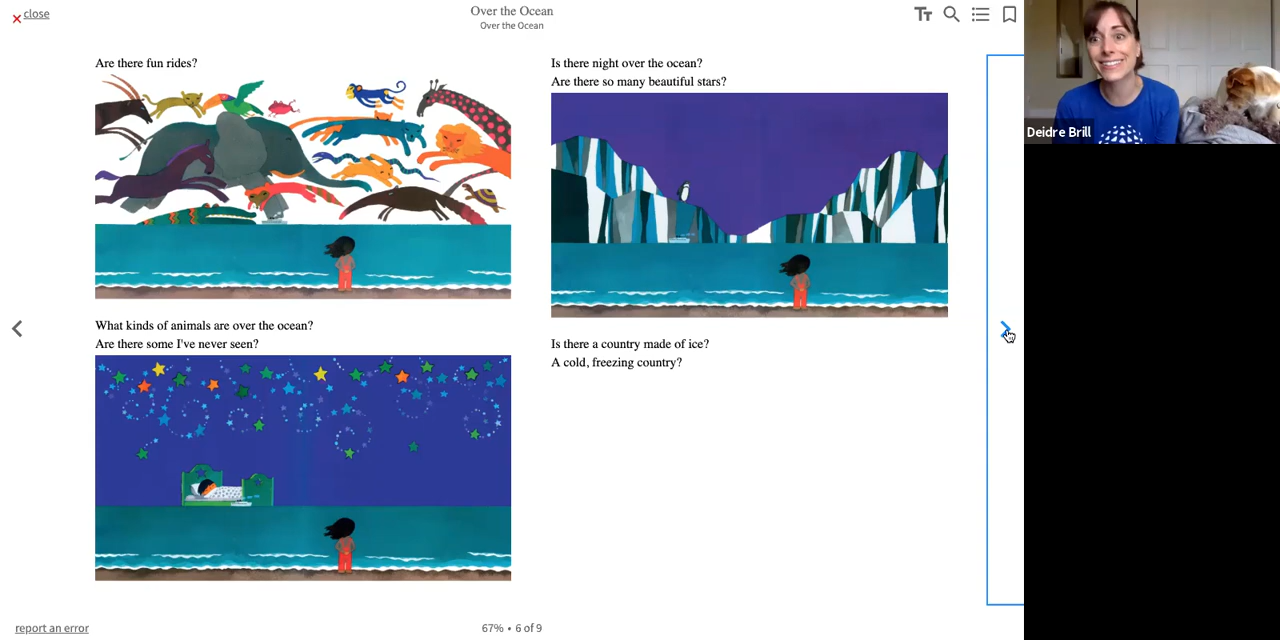 close
Over the Ocean
Over the Ocean
Tт
Are there fun rides?
What kinds of animals are over the ocean?
Are there some I've never seen?
Is there night over the ocean?
Are there so many beautiful stars?
Is there a country made of ice?
A cold, freezing country?
report an error
67% • 6 of 9
Deidre Brill